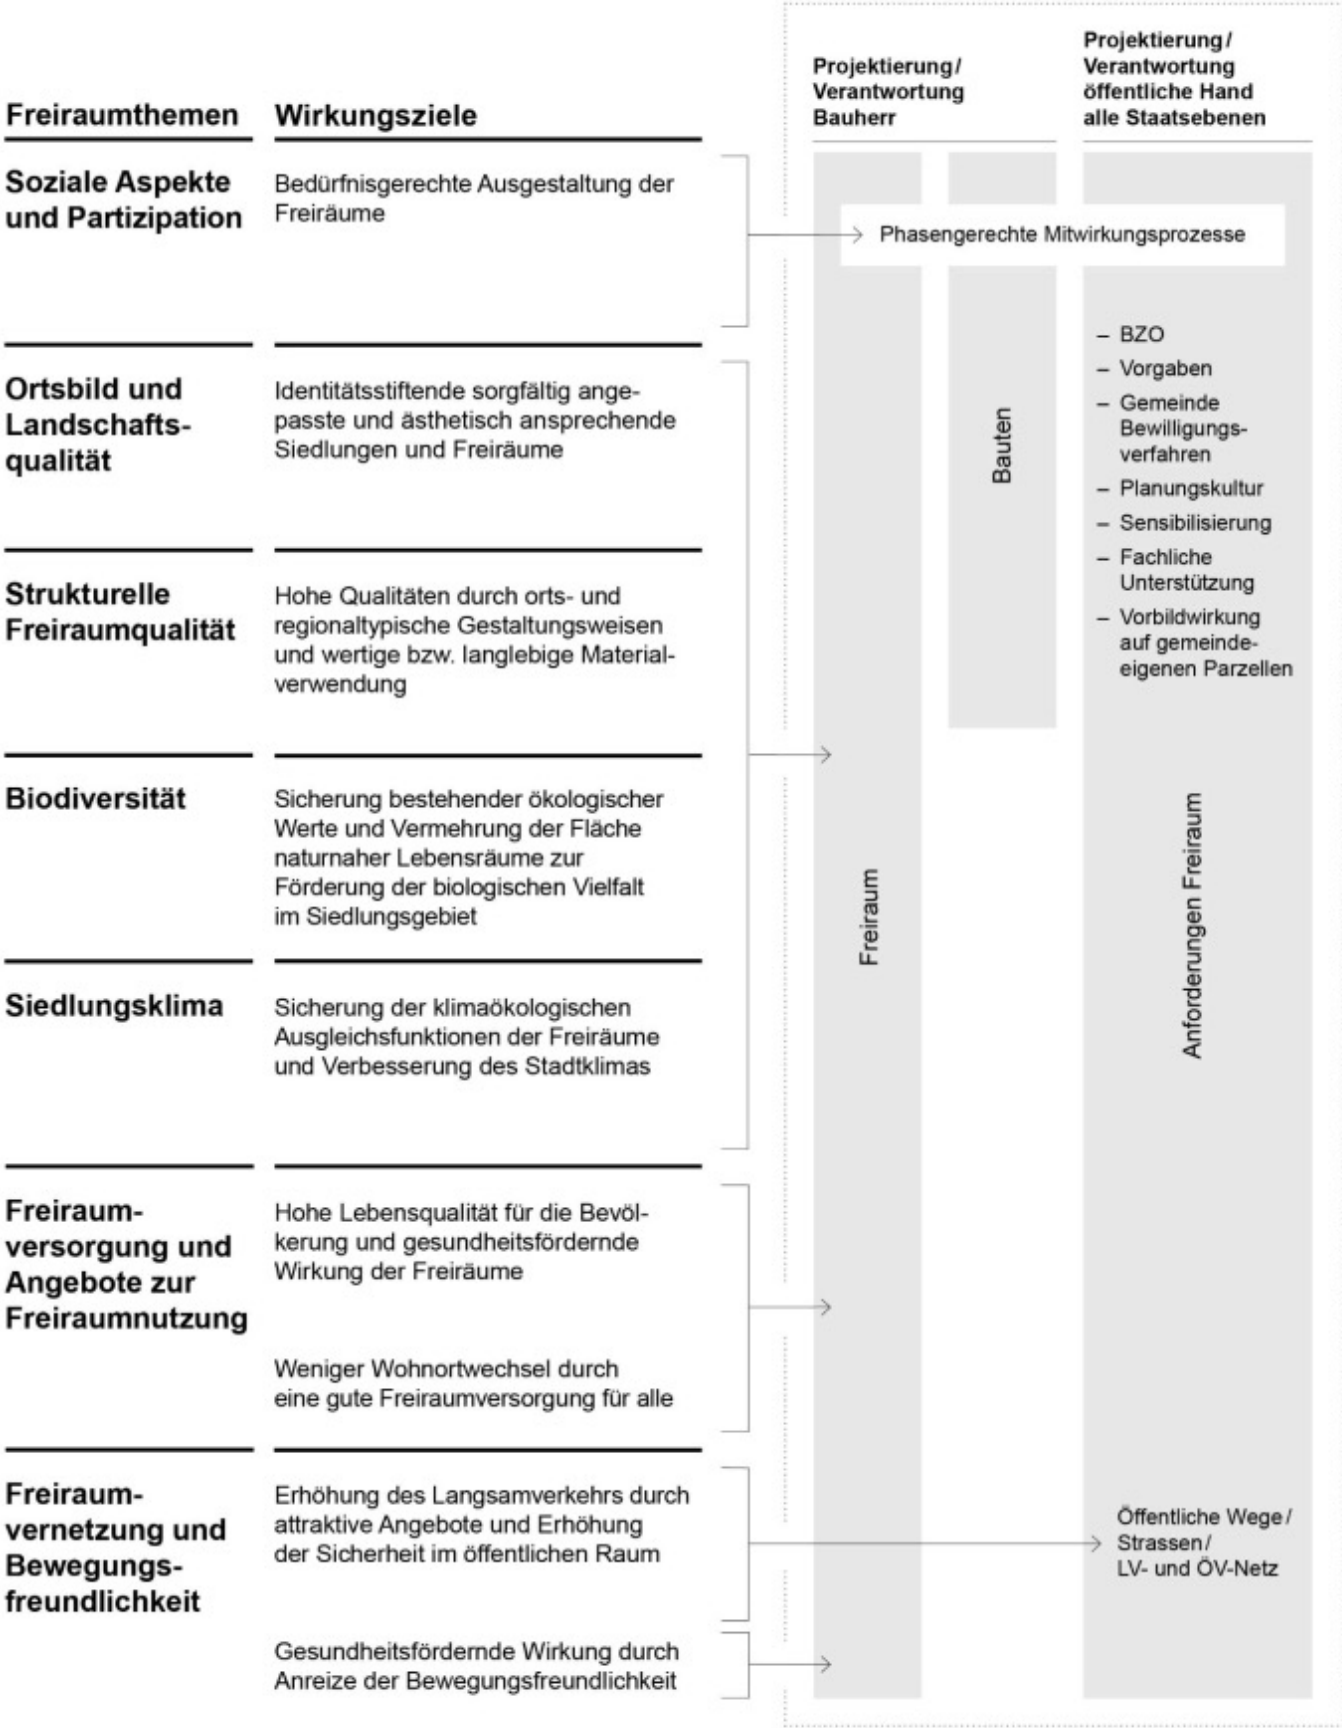 Freiraumthemen
Wirkungsziele
Projektierung/
Verantwortung
Bauherr
Projektierung/
Verantwortung
öffentliche Hand
alle Staatsebenen
Soziale Aspekte
und Partizipation
Bedürfnisgerechte Ausgestaltung der
Freiräume
Phasengerechte Mitwirkungsprozesse
Ortsbild und
Landschafts-
qualität
Identitätsstiftende sorgfältig ange-
passte und ästhetisch ansprechende
Siedlungen und Freiräume
Strukturelle
Freiraumqualität
Hohe Qualitäten durch orts- und
regionaltypische Gestaltungsweisen
und wertige bzw. langlebige Material-
verwendung
Biodiversität
Sicherung bestehender ökologischer
Werte und Vermehrung der Fläche
naturnaher Lebensräume zur
Förderung der biologischen Vielfalt
im Siedlungsgebiet
Siedlungsklima
Sicherung der klimaökologischen
Ausgleichsfunktionen der Freiräume
und Verbesserung des Stadtklimas
Freiraum-
versorgung und
Angebote zur
Freiraumnutzung
Hohe Lebensqualität für die Bevöl-
kerung und gesundheitsfördernde
Wirkung der Freiräume
Weniger Wohnortwechsel durch
eine gute Freiraumversorgung für alle
Freiraum-
vernetzung und
Bewegungs-
freundlichkeit
Erhöhung des Langsamverkehrs durch
attraktive Angebote und Erhöhung
der Sicherheit im öffentlichen Raum
Gesundheitsfördernde Wirkung durch
Anreize der Bewegungsfreundlichkeit
Freiraum
Bauten
– BZO
– Vorgaben
– Gemeinde
Bewilligungs-
verfahren
– Planungskultur
– Sensibilisierung
– Fachliche
Unterstützung
– Vorbildwirkung
auf gemeinde-
eigenen Parzellen
Anforderungen Freiraum
Öffentliche Wege/
Strassen/
LV- und ÖV-Netz